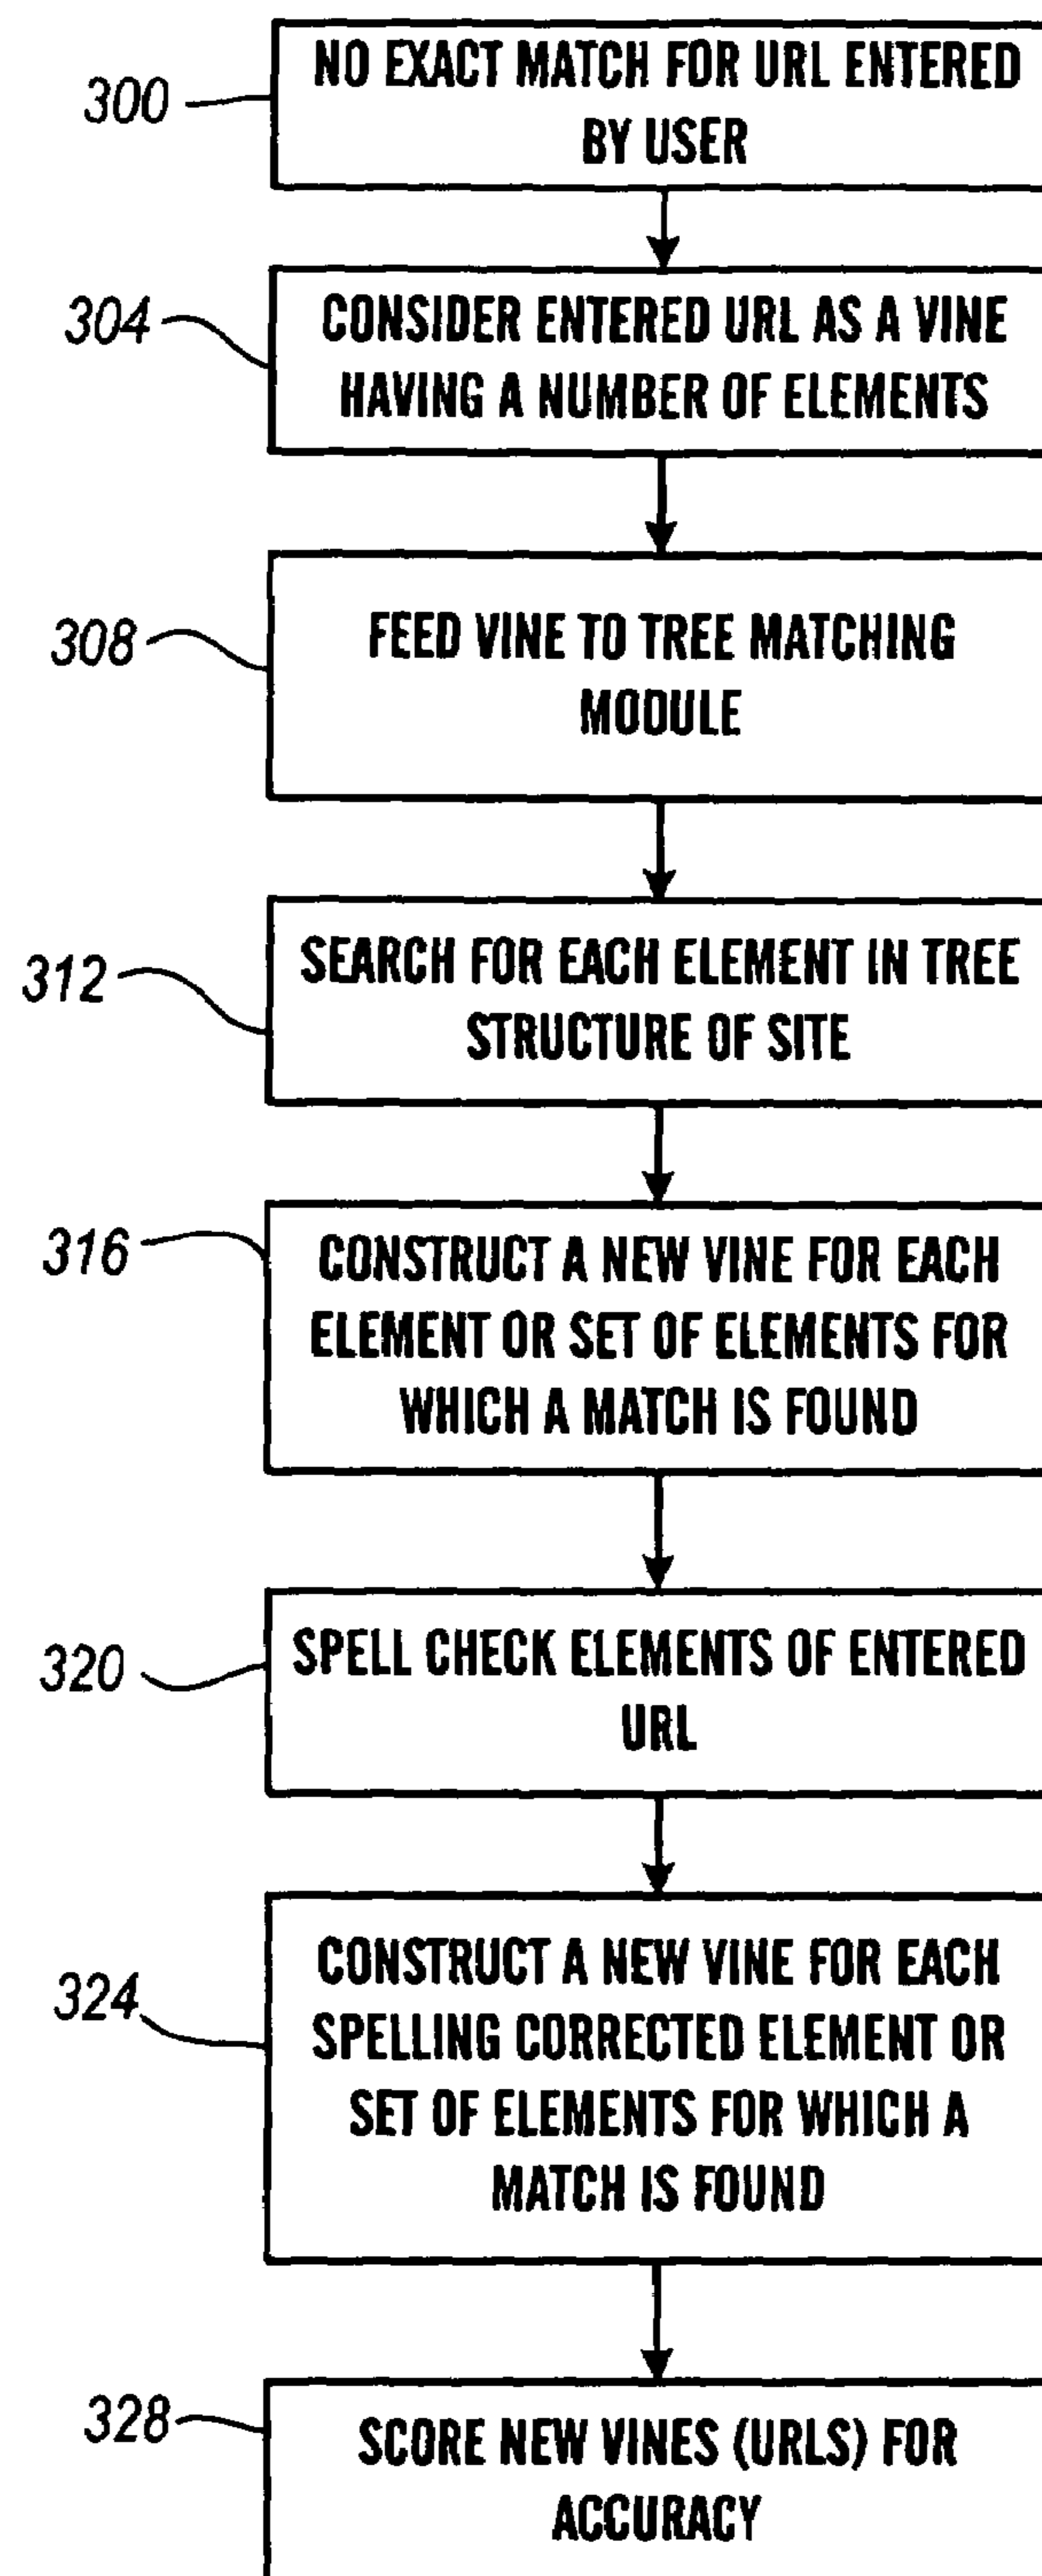 300
NO EXACT MATCH FOR URL ENTERED
BY USER
304
CONSIDER ENTERED URL AS A VINE
HAVING A NUMBER OF ELEMENTS
308
FEED VINE TO TREE MATCHING
MODULE
312
SEARCH FOR EACH ELEMENT IN TREE
STRUCTURE OF SITE
316
CONSTRUCT A NEW VINE FOR EACH
ELEMENT OR SET OF ELEMENTS FOR
WHICH A MATCH IS FOUND
320
SPELL CHECK ELEMENTS OF ENTERED
URL
324
CONSTRUCT A NEW VINE FOR EACH
SPELLING CORRECTED ELEMENT OR
SET OF ELEMENTS FOR WHICH A
MATCH IS FOUND
328
SCORE NEW VINES (URLS) FOR
ACCURACY